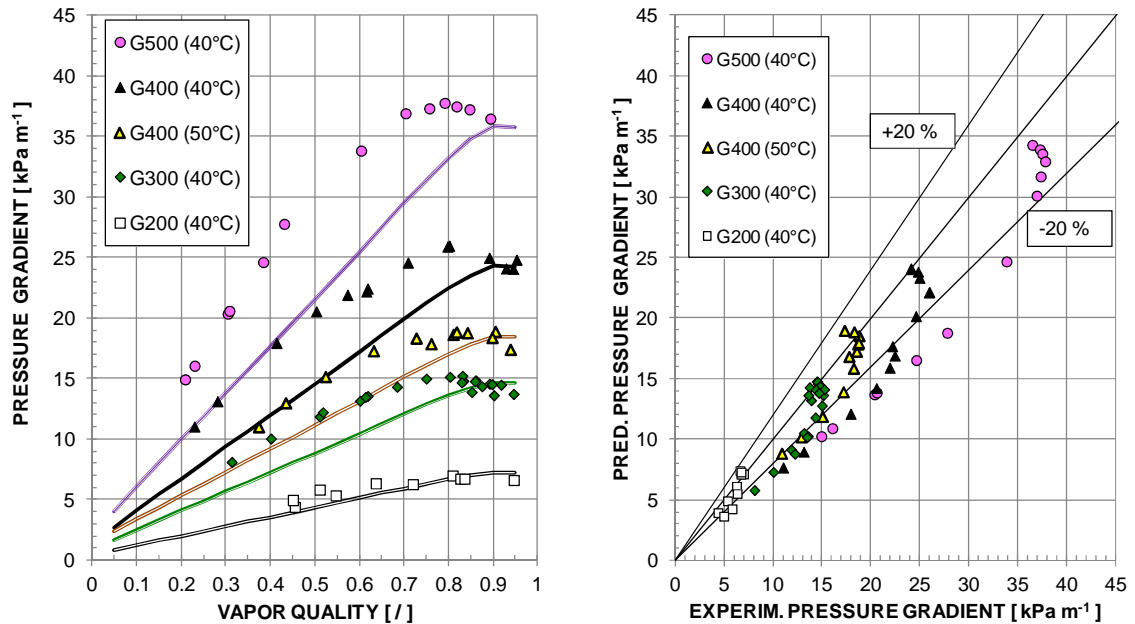 PRESSURE GRADIENT [ kPa m⁻¹ ]
45
40
35
30
25
20
15
10
5
0
G500 (40°C)
G400 (40°C)
G400 (50°C)
G300 (40°C)
G200 (40°C)
0 0.1 0.2 0.3 0.4 0.5 0.6 0.7 0.8 0.9 1
VAPOR QUALITY [ / ]
PRED. PRESSURE GRADIENT [ kPa m⁻¹ ]
45
40
35
30
25
20
15
10
5
0
G500 (40°C)
G400 (40°C)
G400 (50°C)
G300 (40°C)
G200 (40°C)
+20 %
-20 %
0 5 10 15 20 25 30 35 40 45
EXPERIM. PRESSURE GRADIENT [ kPa m⁻¹ ]